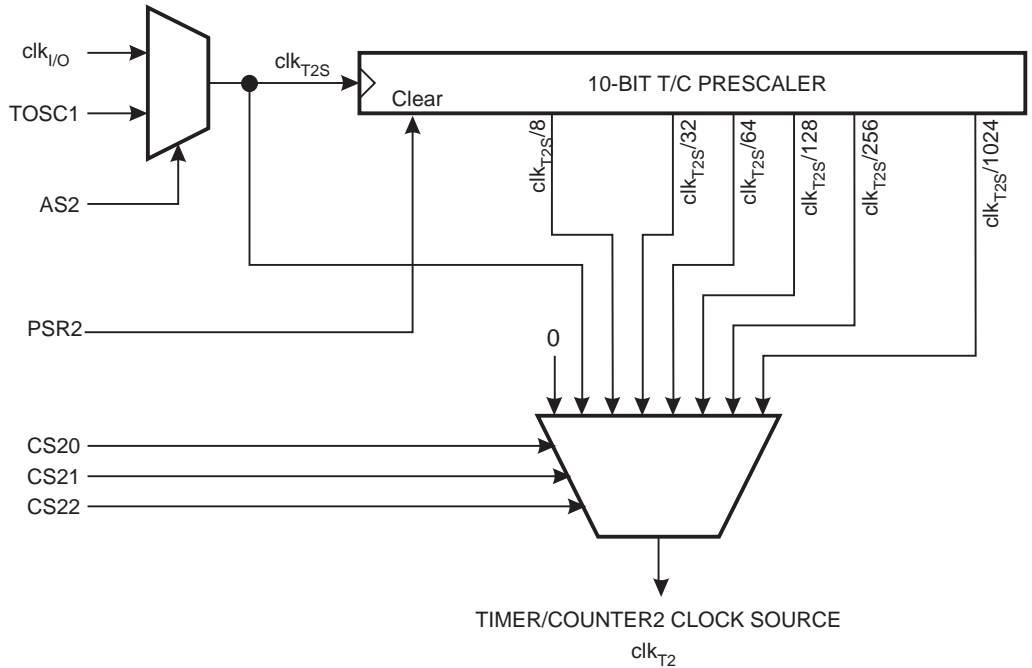 clkI/O
clkT2S
10-BIT T/C PRESCALER
TOSC1
Clear
clkT2S/8
clkT2S/32
clkT2S/64
clkT2S/128
clkT2S/256
clkT2S/1024
AS2
PSR2
0
CS20
CS21
CS22
TIMER/COUNTER2 CLOCK SOURCE
clkT2